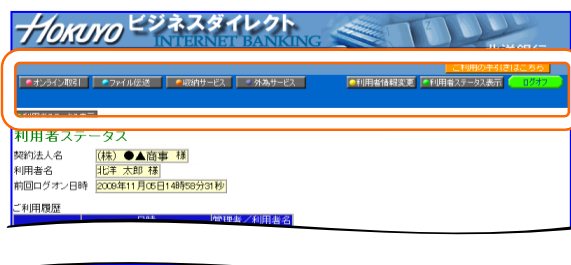 HOKUYO ビジネスダイレクト
INTERNET BANKING
ご利用の手引きはこちら
オンライン取引 ファイル伝送 収納サービス 外為サービス 利用者情報変更 利用者ステータス表示 ログオフ
利用者ステータス
契約法人名 (株)●▲商事 様
利用者名 北洋 太郎 様
前回ログオン日時 2009年11月05日14時58分31秒
ご利用履歴
日時 管理者/利用者名